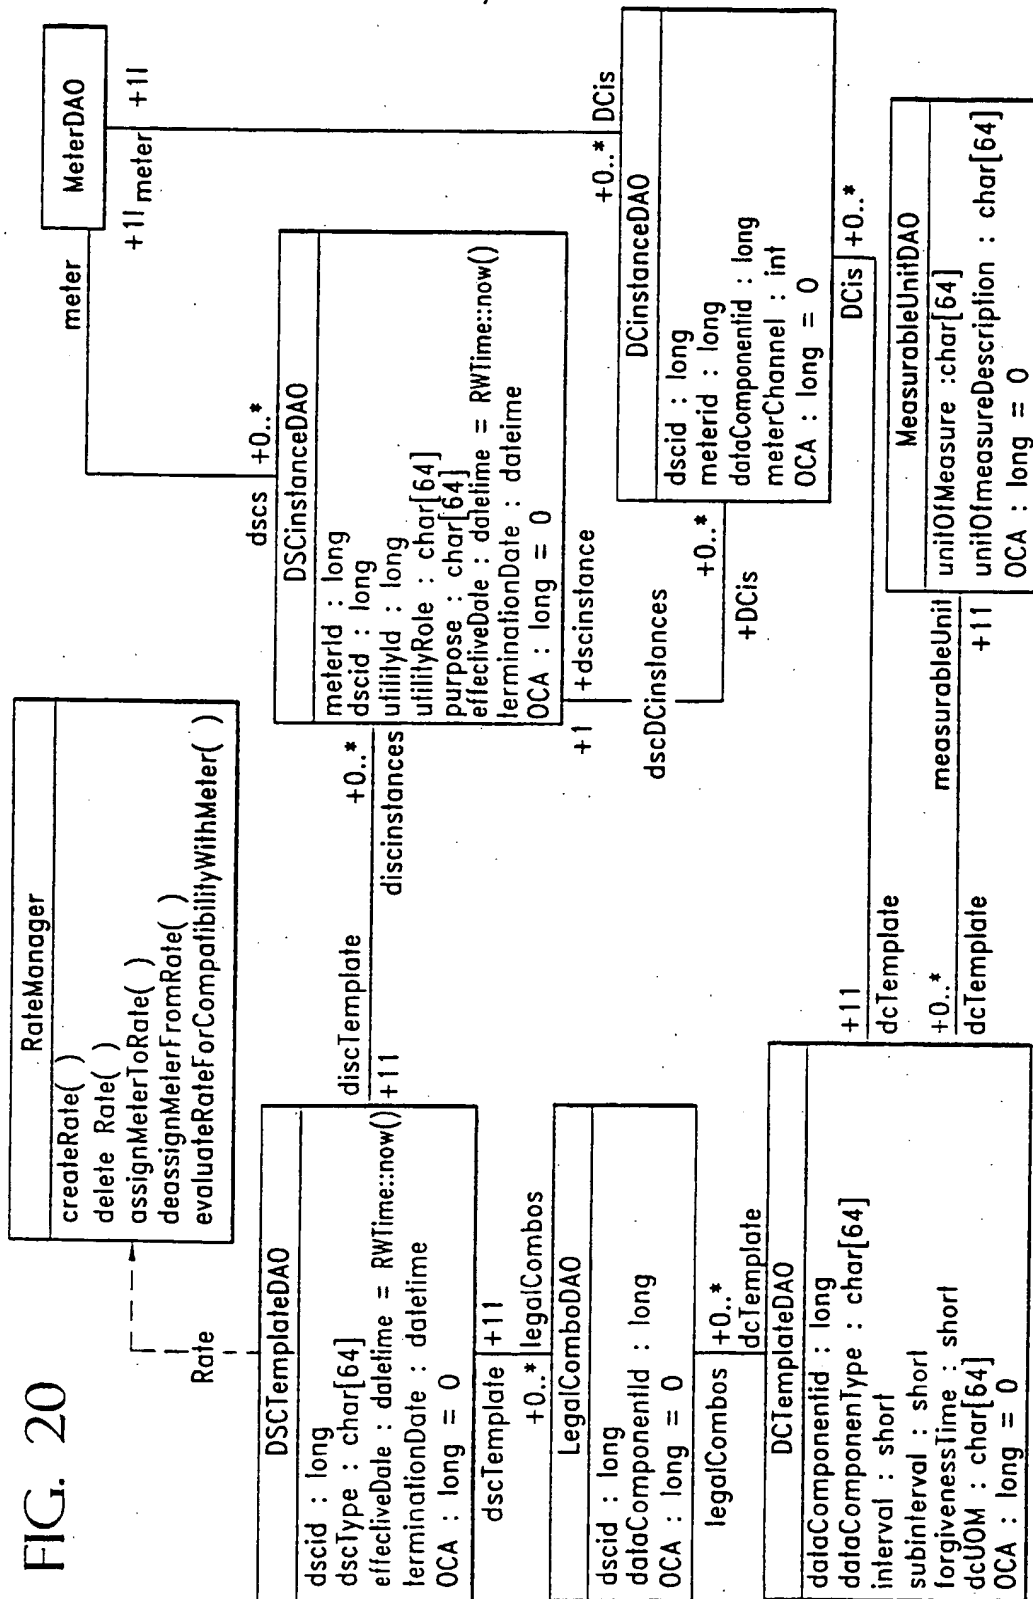 FIG. 20
RateManager
createRate( )
delete Rate( )
assignMeterToRate( )
deassignMeterFromRate( )
evaluateRateForCompatibilityWithMeter( )
Rate
MeterDAO
meter
+11
meter
+11
DSCTemplateDAO
dscid : long
dscType : char[64]
effectiveDate : datetime = RWTime::now()
terminationDate : datetime
OCA : long = 0
discTemplate
+11
+0..*
discinstances
dscs
+0..*
DSCinstanceDAO
meterId : long
dscid : long
utilityId : long
utilityRole : char[64]
purpose : char[64]
effectiveDate : datetime = RWTime::now()
terminationDate : dateime
OCA : long = 0
+1
+dscinstance
dscDCinstances
+0..*
+DCis
dscTemplate
+11
+0..*
legalCombos
LegalComboDAO
dscid : long
dataComponentId : long
OCA : long = 0
legalCombos
+0..*
dcTemplate
+0..*
DCis
DCinstanceDAO
dscid : long
meterid : long
dataComponentid : long
meterChannel : int
OCA : long = 0
DCis
+0..*
DCTemplateDAO
dataComponentid : long
dataComponenType : char[64]
interval : short
subinterval : short
forgivenessTime : short
dcUOM : char[64]
OCA : long = 0
+11
dcTemplate
+0..*
dcTemplate
measurableUnit
+11
MeasurableUnitDAO
unitOfMeasure :char[64]
unitOfmeasureDescription : char[64]
OCA : long = 0